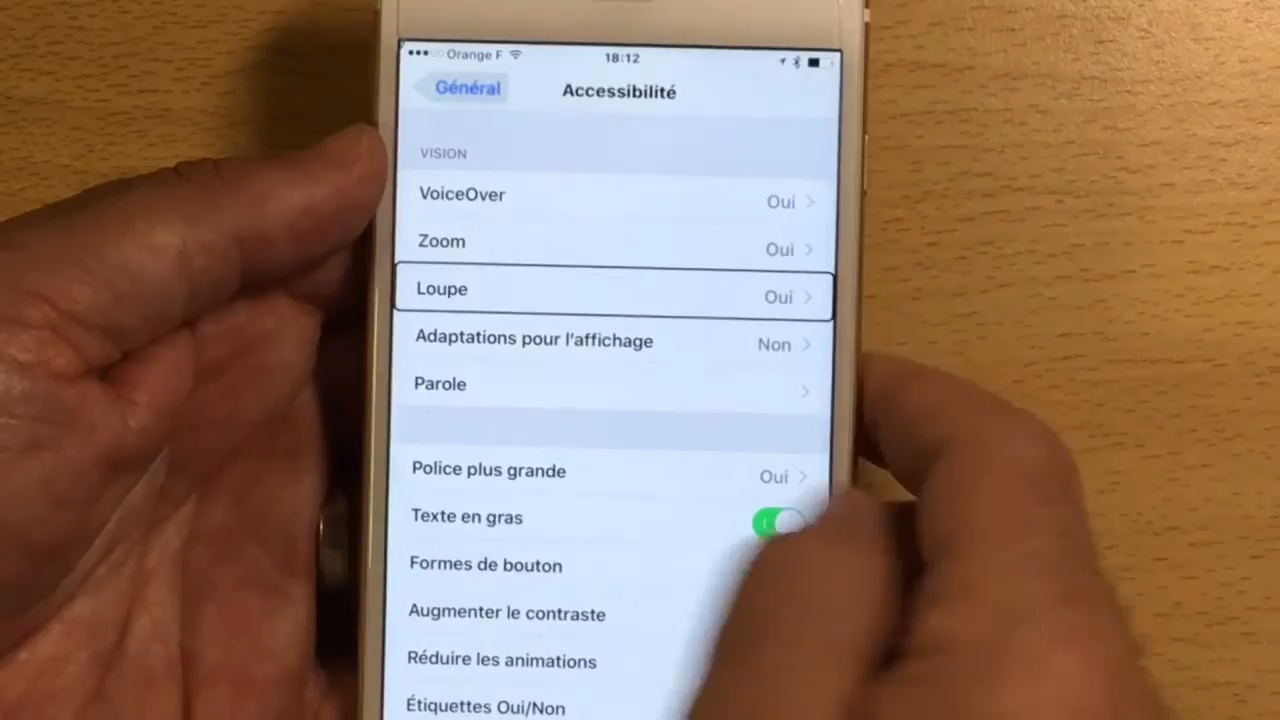 Orange F 18:12
Général Accessibilité
VISION
VoiceOver Oui
Zoom Oui
Loupe Oui
Adaptations pour l'affichage Non
Parole
Police plus grande Oui
Texte en gras
Formes de bouton
Augmenter le contraste
Réduire les animations
Étiquettes Oui/Non